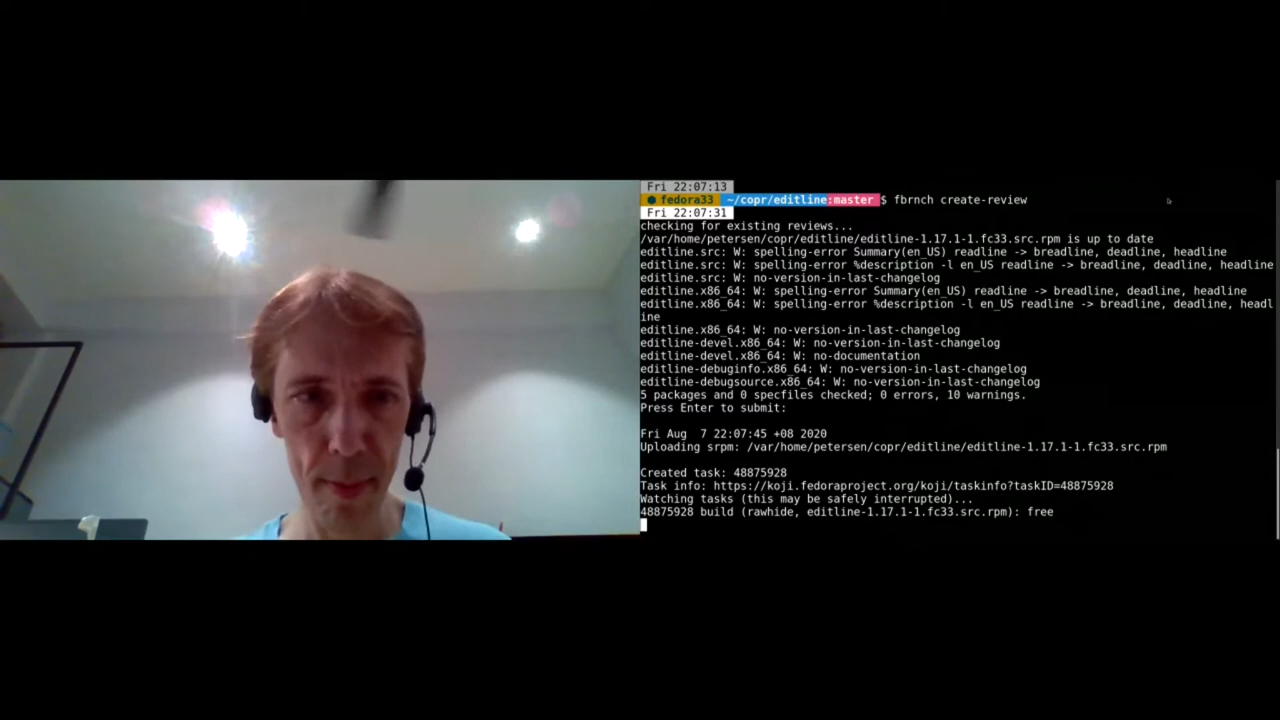 Fri 22:07:13
fedora33 ~/copr/editline:master $ fbrnch create-review
Fri 22:07:31
checking for existing reviews...
/var/home/petersen/copr/editline/editline-1.17.1-1.fc33.src.rpm is up to date
editline.src: W: spelling-error Summary(en_US) readline -> breadline, deadline, headline
editline.src: W: spelling-error %description -l en_US readline -> breadline, deadline, headline
editline.src: W: no-version-in-last-changelog
editline.x86_64: W: spelling-error Summary(en_US) readline -> breadline, deadline, headline
editline.x86_64: W: spelling-error %description -l en_US readline -> breadline, deadline, headl
ine
editline.x86_64: W: no-version-in-last-changelog
editline-devel.x86_64: W: no-version-in-last-changelog
editline-devel.x86_64: W: no-documentation
editline-debuginfo.x86_64: W: no-version-in-last-changelog
editline-debugsource.x86_64: W: no-version-in-last-changelog
5 packages and 0 specfiles checked; 0 errors, 10 warnings.
Press Enter to submit:
Fri Aug  7 22:07:45 +08 2020
Uploading srpm: /var/home/petersen/copr/editline/editline-1.17.1-1.fc33.src.rpm
Created task: 48875928
Task info: https://koji.fedoraproject.org/koji/taskinfo?taskID=48875928
Watching tasks (this may be safely interrupted)...
48875928 build (rawhide, editline-1.17.1-1.fc33.src.rpm): free